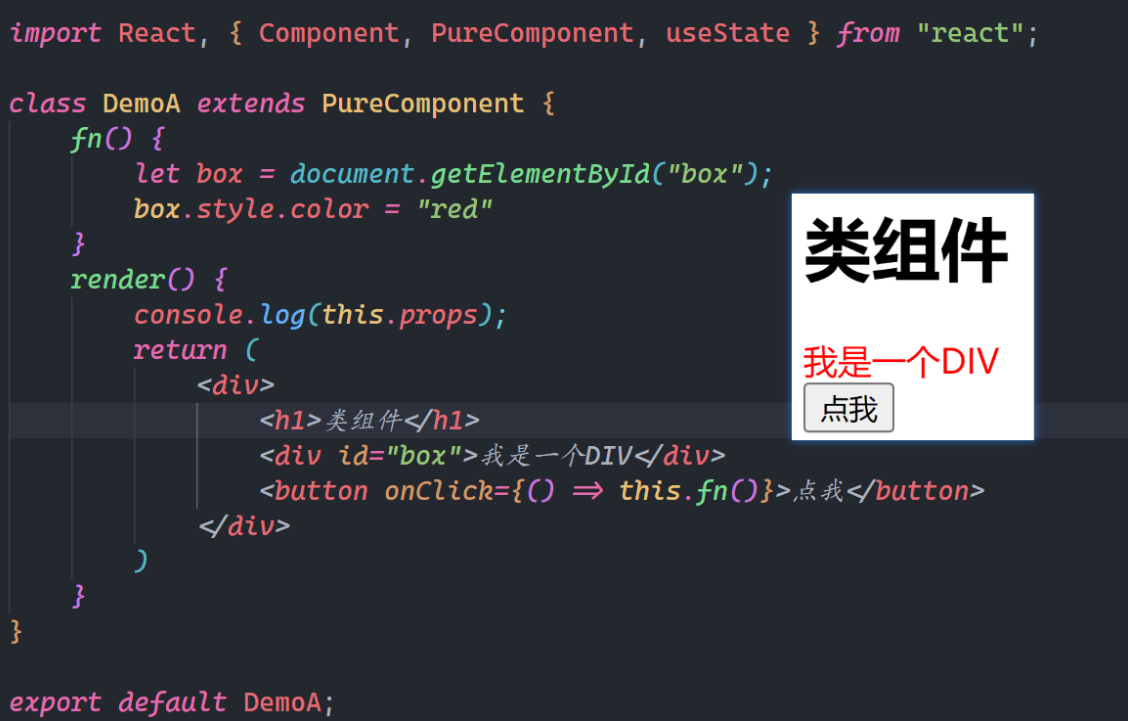 import React, { Component, PureComponent, useState } from "react";
class DemoA extends PureComponent {
fn() {
let box = document.getElementById("box");
box.style.color = "red"
}
render() {
console.log(this.props);
return (
<div>
<h1>类组件</h1>
<div id="box">我是一个DIV</div>
<button onClick={() => this.fn()}>点我</button>
</div>
)
}
}
export default DemoA;
类组件
我是一个DIV
点我